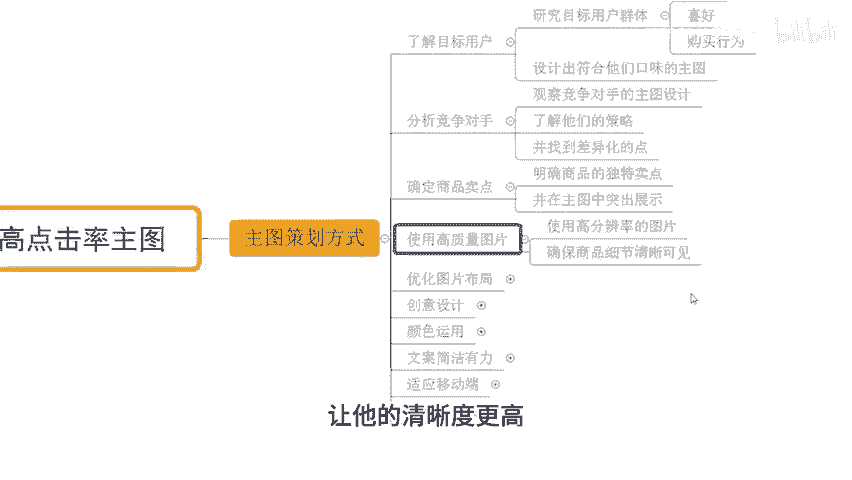 高点击率主图
主图策划方式
了解目标用户
研究目标用户群体
喜好
购买行为
设计出符合他们口味的主图
分析竞争对手
观察竞争对手的主图设计
了解他们的策略
并找到差异化的点
确定商品卖点
明确商品的独特卖点
并在主图中突出展示
使用高质量图片
使用高分辨率的图片
确保商品细节清晰可见
优化图片布局
创意设计
颜色运用
文案简洁有力
适应移动端
让他的清晰度更高
bilibili